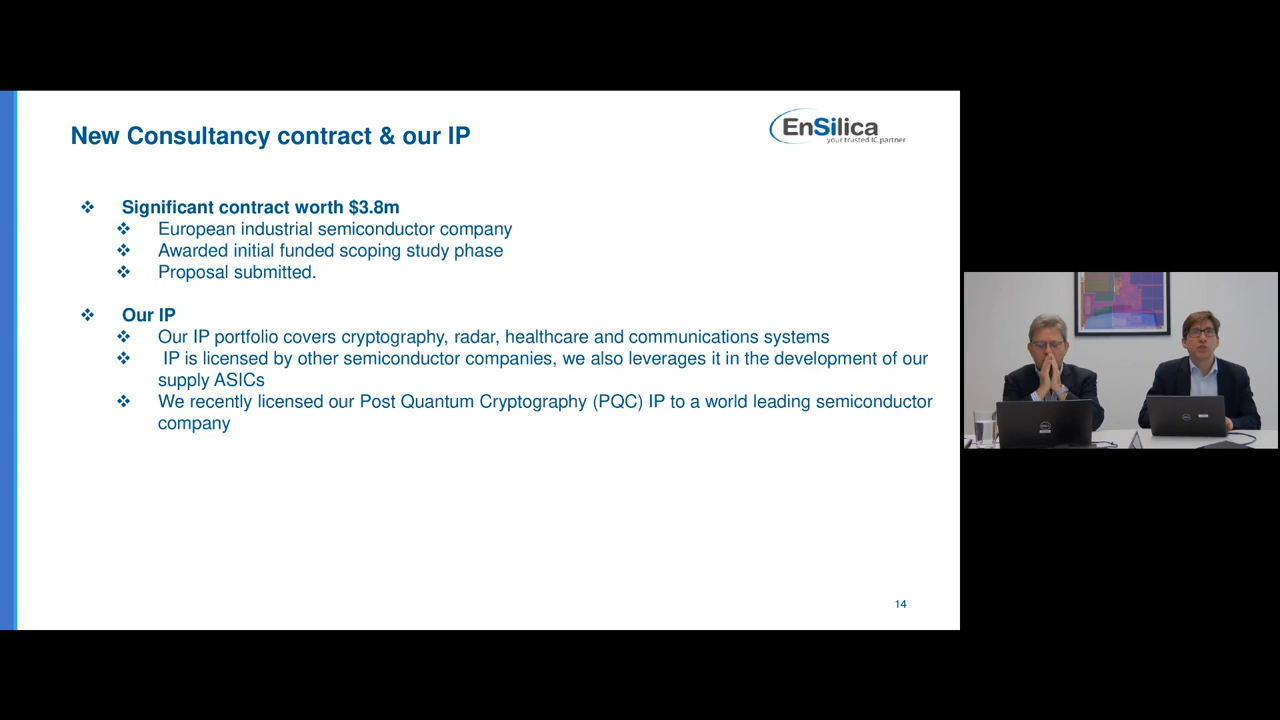 New Consultancy contract & our IP
EnSilica
your trusted IC partner
❖ Significant contract worth $3.8m
❖ European industrial semiconductor company
❖ Awarded initial funded scoping study phase
❖ Proposal submitted.
❖ Our IP
❖ Our IP portfolio covers cryptography, radar, healthcare and communications systems
❖ IP is licensed by other semiconductor companies, we also leverages it in the development of our
supply ASICs
❖ We recently licensed our Post Quantum Cryptography (PQC) IP to a world leading semiconductor
company
14